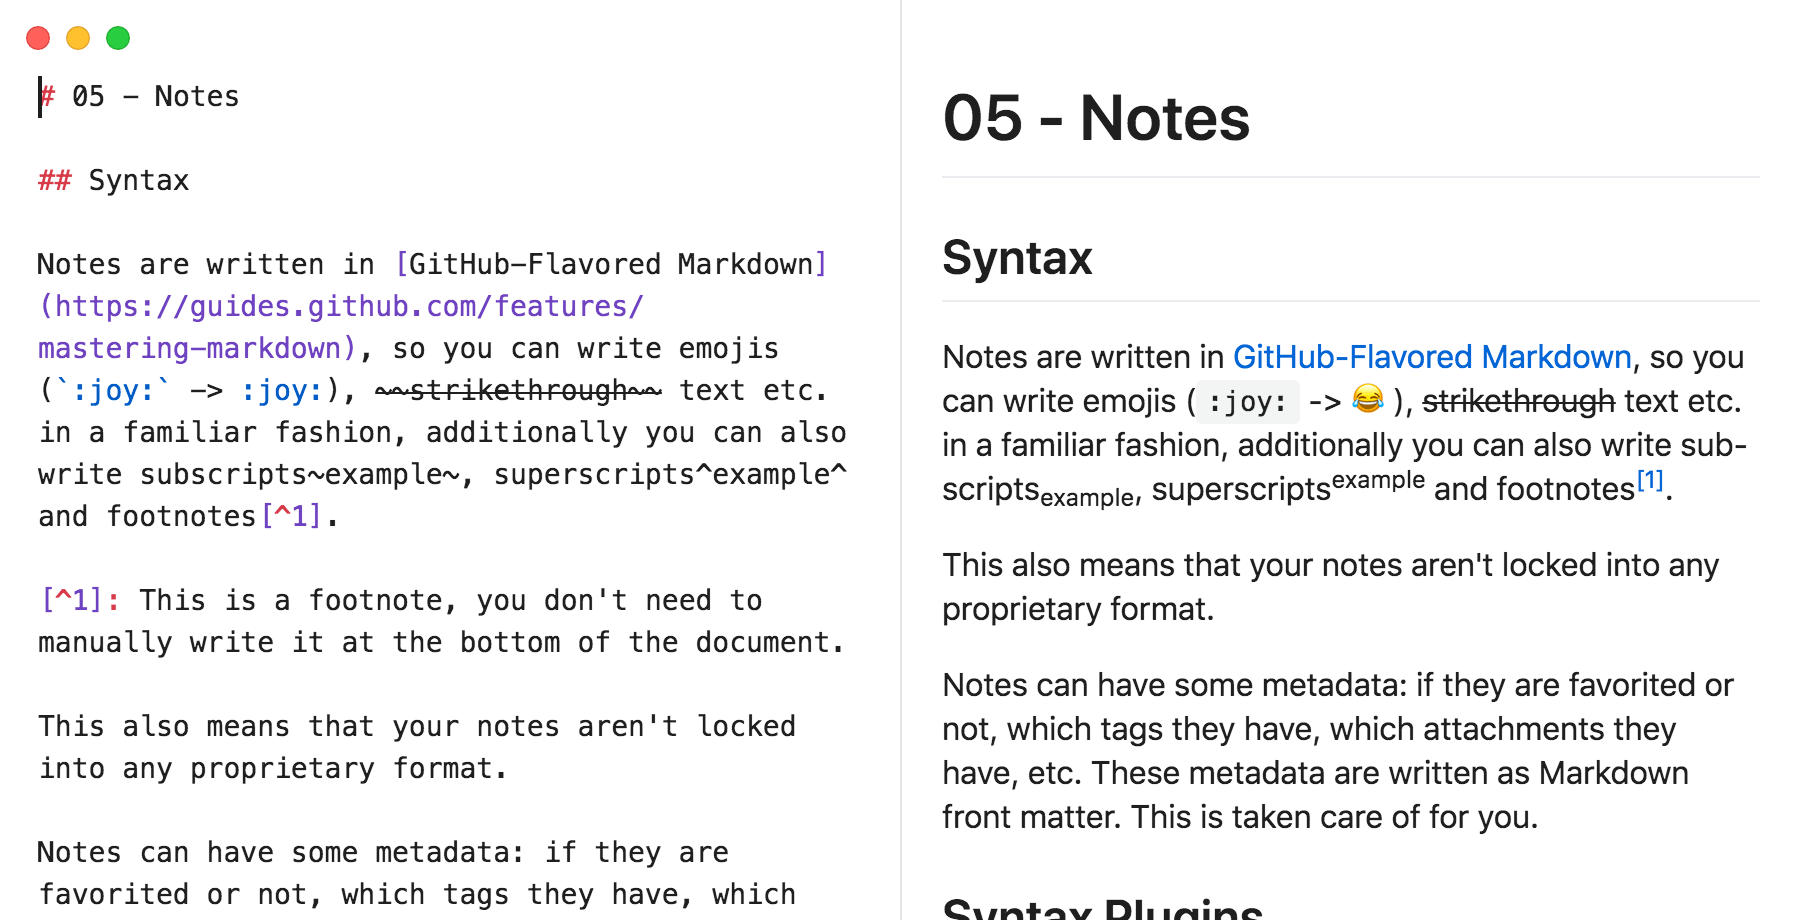 # 05 - Notes
## Syntax
Notes are written in [GitHub-Flavored Markdown]
(https://guides.github.com/features/
mastering-markdown), so you can write emojis
(`:joy:` -> :joy:), ~~strikethrough~~ text etc.
in a familiar fashion, additionally you can also
write subscripts~example~, superscripts^example^
and footnotes[^1].
[^1]: This is a footnote, you don't need to
manually write it at the bottom of the document.
This also means that your notes aren't locked
into any proprietary format.
Notes can have some metadata: if they are
favorited or not, which tags they have, which
05 - Notes
Syntax
Notes are written in GitHub-Flavored Markdown, so you
can write emojis ( :joy: -> 😂 ), strikethrough text etc.
in a familiar fashion, additionally you can also write sub-
scriptsexample, superscriptsexample and footnotes[1].
This also means that your notes aren't locked into any
proprietary format.
Notes can have some metadata: if they are favorited or
not, which tags they have, which attachments they
have, etc. These metadata are written as Markdown
front matter. This is taken care of for you.
Syntax Plugins